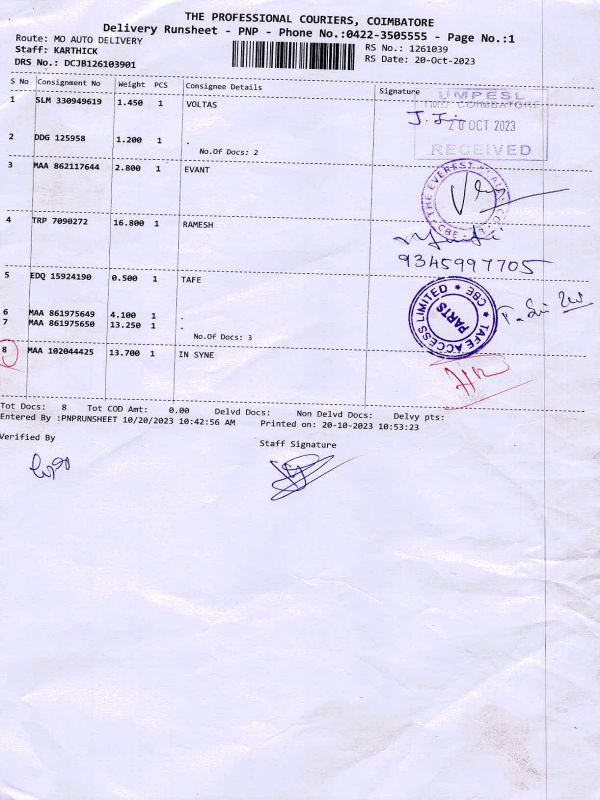 THE PROFESSIONAL COURIERS, COIMBATORE
Delivery Runsheet - PNP - Phone No.:0422-3505555 - Page No.:1
Route: MO AUTO DELIVERY
RS No.: 1261039
Staff: KARTHICK
RS Date: 20-Oct-2023
DRS No.: DCJB126103901
S No Consignment No Weight PCS Consignee Details Signature
1 SLM 330949619 1.450 1 VOLTAS
UMPESL
COIMBATORE
20 OCT 2023
RECEIVED
2 DDG 125958 1.200 1 .
No.Of Docs: 2
3 MAA 862117644 2.800 1 EVANT
THE EVEREST
CBE
4 TRP 7090272 16.800 1 RAMESH
9345997705
5 EDQ 15924190 0.500 1 TAFE
TAFE ACCESS LIMITED * CBE *
PARTS
6 MAA 861975649 4.100 1 .
7 MAA 861975650 13.250 1 .
No.Of Docs: 3
8 MAA 102044425 13.700 1 IN SYNE
Tot Docs: 8 Tot COD Amt: 0.00 Delvd Docs: Non Delvd Docs: Delvy pts:
Entered By :PNPRUNSHEET 10/20/2023 10:42:56 AM Printed on: 20-10-2023 10:53:23
Verified By
Staff Signature